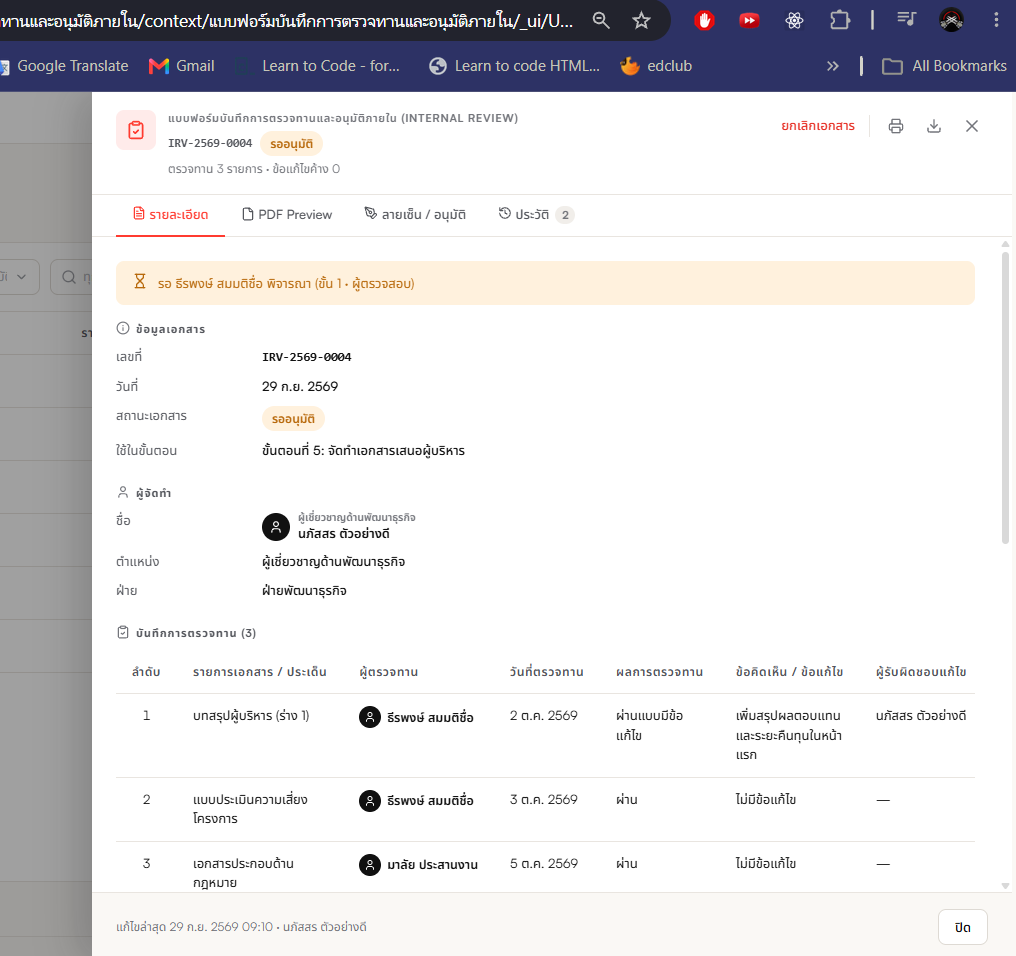 ทานและอนุมัติภายใน/context/แบบฟอร์มบันทึกการตรวจทานและอนุมัติภายใน/_ui/U...
Google Translate
Gmail
Learn to Code - for...
Learn to code HTML...
edclub
All Bookmarks
แบบฟอร์มบันทึกการตรวจทานและอนุมัติภายใน (INTERNAL REVIEW)
IRV-2569-0004 รออนุมัติ
ตรวจทาน 3 รายการ • ข้อแก้ไขค้าง 0
ยกเลิกเอกสาร
รายละเอียด
PDF Preview
ลายเซ็น / อนุมัติ
ประวัติ 2
รอ ธีรพงษ์ สมมติชื่อ พิจารณา (ขั้น 1 • ผู้ตรวจสอบ)
ข้อมูลเอกสาร
เลขที่ IRV-2569-0004
วันที่ 29 ก.ย. 2569
สถานะเอกสาร รออนุมัติ
ใช้ในขั้นตอน ขั้นตอนที่ 5: จัดทำเอกสารเสนอผู้บริหาร
ผู้จัดทำ
ชื่อ
ผู้เชี่ยวชาญด้านพัฒนาธุรกิจ
นภัสสร ตัวอย่างดี
ตำแหน่ง ผู้เชี่ยวชาญด้านพัฒนาธุรกิจ
ฝ่าย ฝ่ายพัฒนาธุรกิจ
บันทึกการตรวจทาน (3)
ลำดับ รายการเอกสาร / ประเด็น ผู้ตรวจทาน วันที่ตรวจทาน ผลการตรวจทาน ข้อคิดเห็น / ข้อแก้ไข ผู้รับผิดชอบแก้ไข
1 บทสรุปผู้บริหาร (ร่าง 1) ธีรพงษ์ สมมติชื่อ 2 ต.ค. 2569 ผ่านแบบมีข้อ เพิ่มสรุปผลตอบแทน นภัสสร ตัวอย่างดี
แก้ไข และระยะคืนทุนในหน้า
แรก
2 แบบประเมินความเสี่ยง ธีรพงษ์ สมมติชื่อ 3 ต.ค. 2569 ผ่าน ไม่มีข้อแก้ไข —
โครงการ
3 เอกสารประกอบด้าน มาลัย ประสานงาน 5 ต.ค. 2569 ผ่าน ไม่มีข้อแก้ไข —
กฎหมาย
แก้ไขล่าสุด 29 ก.ย. 2569 09:10 • นภัสสร ตัวอย่างดี
ปิด